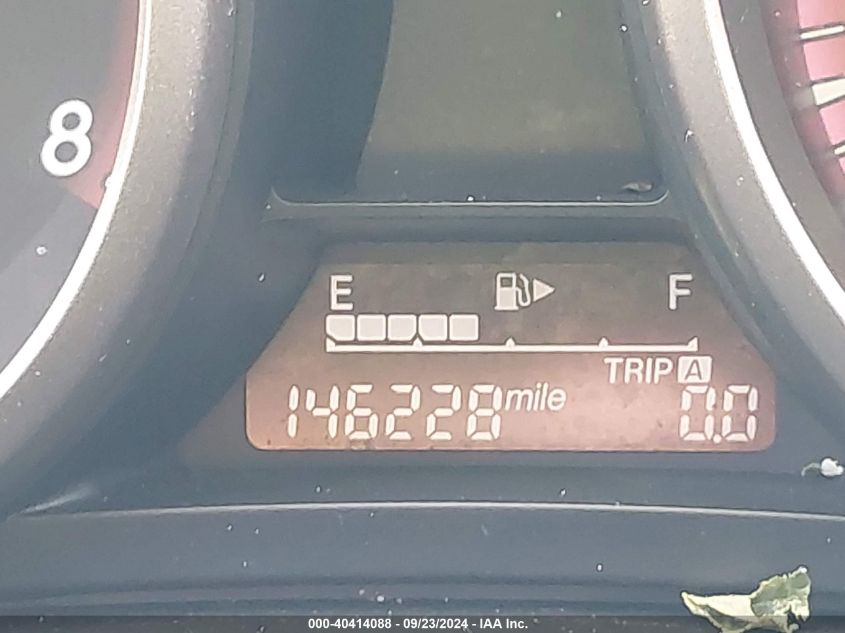 8
E F
TRIP A
146228 mile 0.0
000-40414088 - 09/23/2024 - IAA Inc.